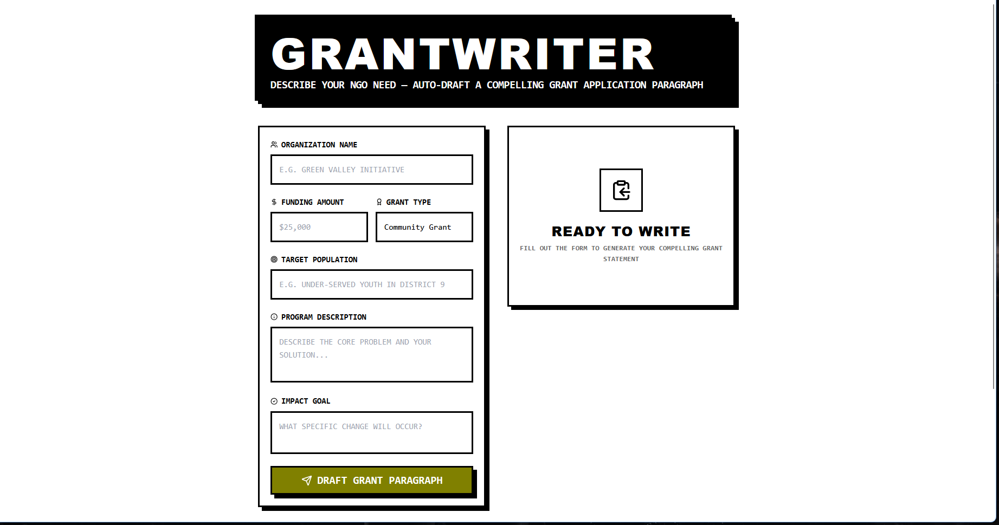 GRANTWRITER
DESCRIBE YOUR NGO NEED — AUTO-DRAFT A COMPELLING GRANT APPLICATION PARAGRAPH
ORGANIZATION NAME
E.G. GREEN VALLEY INITIATIVE
FUNDING AMOUNT
GRANT TYPE
$25,000
Community Grant
TARGET POPULATION
E.G. UNDER-SERVED YOUTH IN DISTRICT 9
PROGRAM DESCRIPTION
DESCRIBE THE CORE PROBLEM AND YOUR
SOLUTION...
IMPACT GOAL
WHAT SPECIFIC CHANGE WILL OCCUR?
DRAFT GRANT PARAGRAPH
READY TO WRITE
FILL OUT THE FORM TO GENERATE YOUR COMPELLING GRANT
STATEMENT